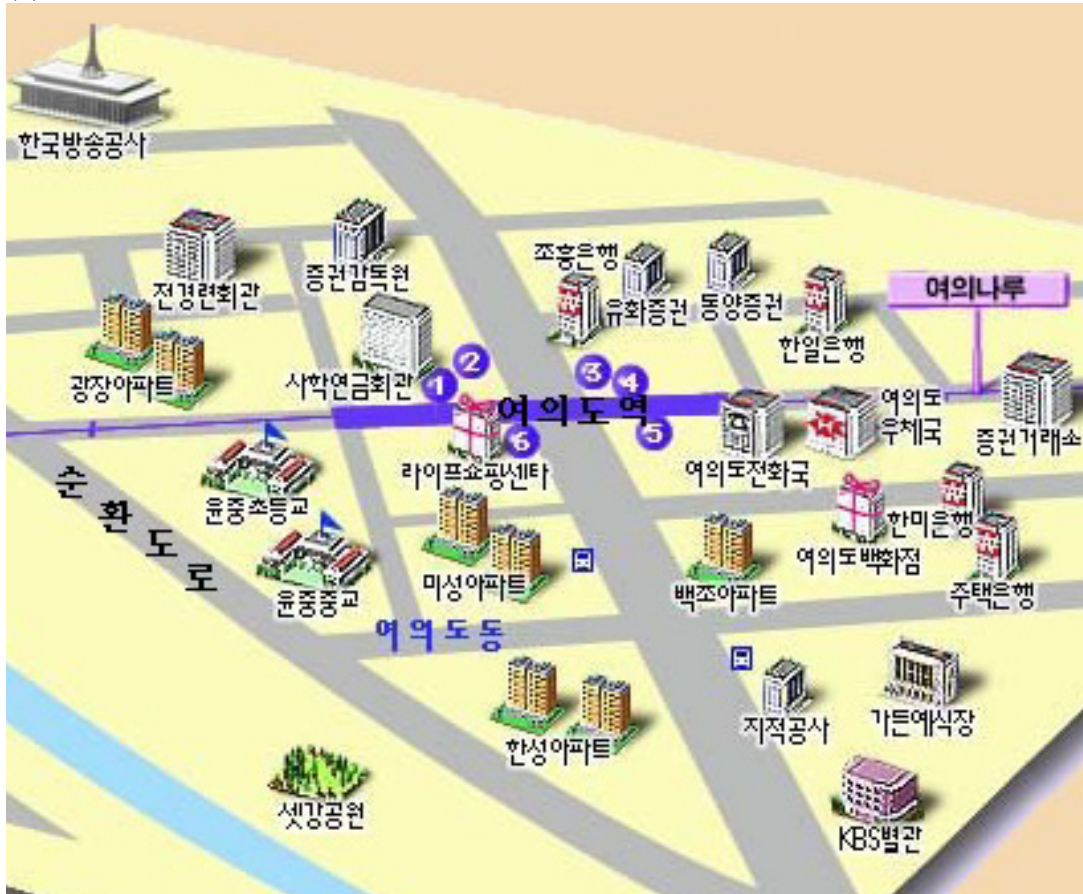 한국방송공사
전경련회관
증권감독원
조흥은행
유화증권
동양증권
한일은행
여의나루
광장아파트
사학연금회관
1
2
3
4
5
6
여의도역
여의도
우체국
증권거래소
라이프쇼핑센타
여의도전화국
윤중초등교
순환도로
한미은행
여의도백화점
윤중중교
미성아파트
백조아파트
주택은행
여의도동
한성아파트
지적공사
가든예식장
샛강공원
KBS별관